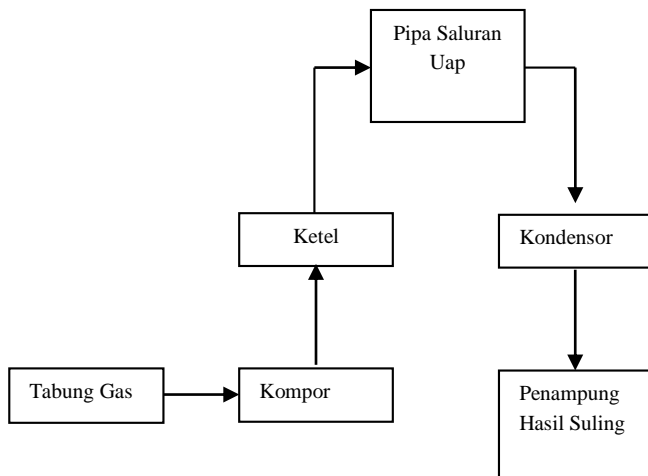 Pipa Saluran
Uap
Ketel
Kondensor
Tabung Gas
Kompor
Penampung
Hasil Suling